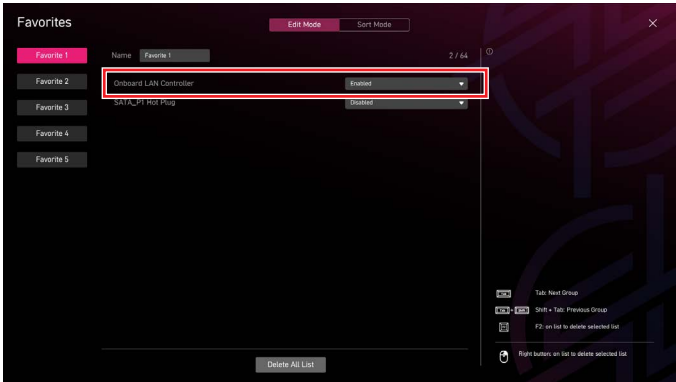 Favorites
Edit Mode
Sort Mode
Favorite 1
Name
Favorite 1
2 / 64
Favorite 2
Onboard LAN Controller
Enabled
Favorite 3
SATA_P1 Hot Plug
Disabled
Favorite 4
Favorite 5
Tab: Next Group
Shift + Tab: Previous Group
F2: on list to delete selected list
Right button: on list to delete selected list
Delete All List